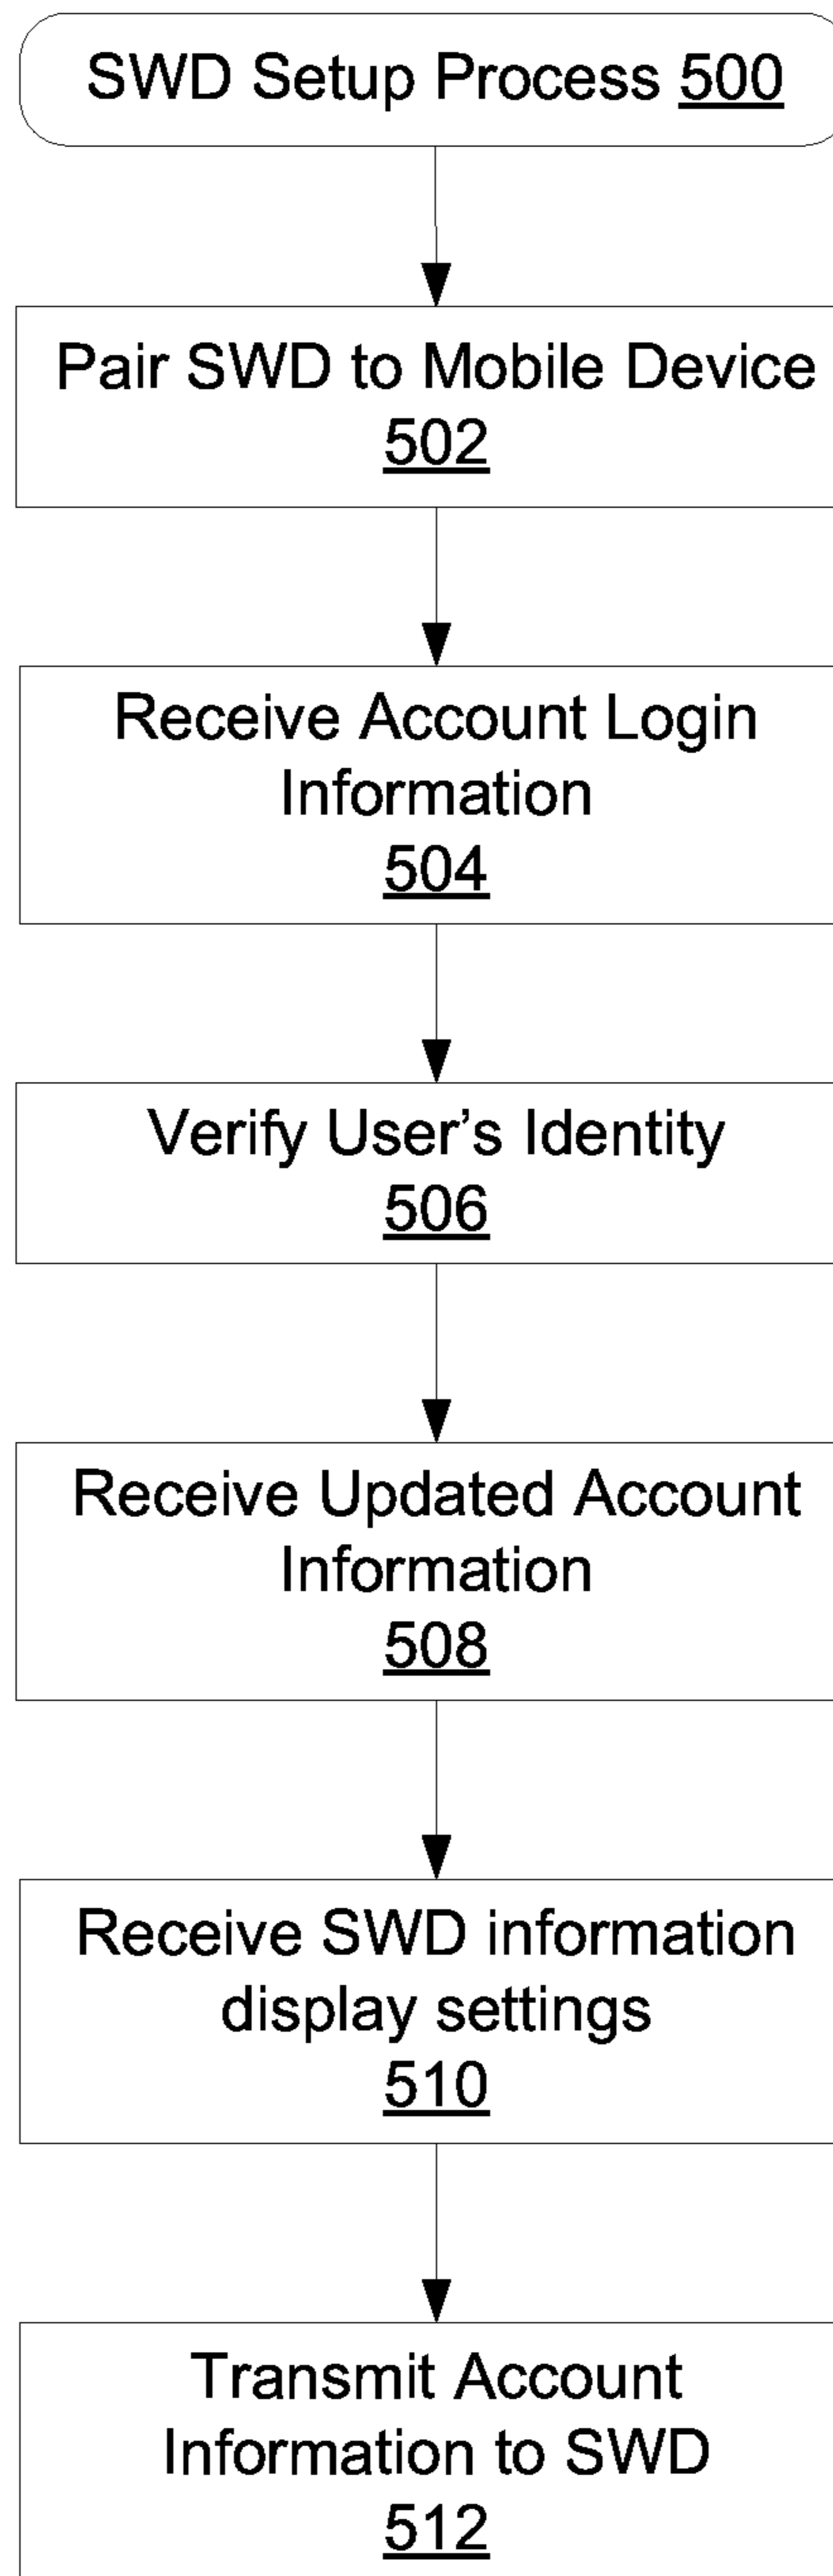 SWD Setup Process 500
Pair SWD to Mobile Device
502
Receive Account Login
Information
504
Verify User’s Identity
506
Receive Updated Account
Information
508
Receive SWD information
display settings
510
Transmit Account
Information to SWD
512